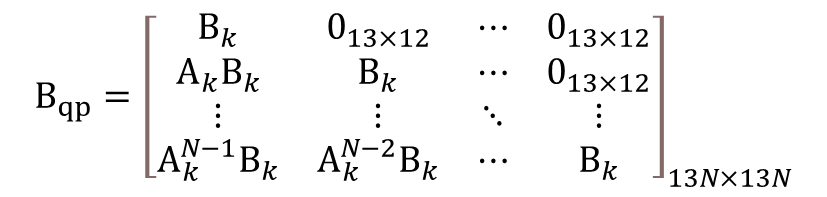 B_qp = [ B_k 0_{13×12} ⋯ 0_{13×12}
A_k B_k B_k ⋯ 0_{13×12}
⋮ ⋮ ⋱ ⋮
A_k^{N−1} B_k A_k^{N−2} B_k ⋯ B_k ]_{13N×13N}